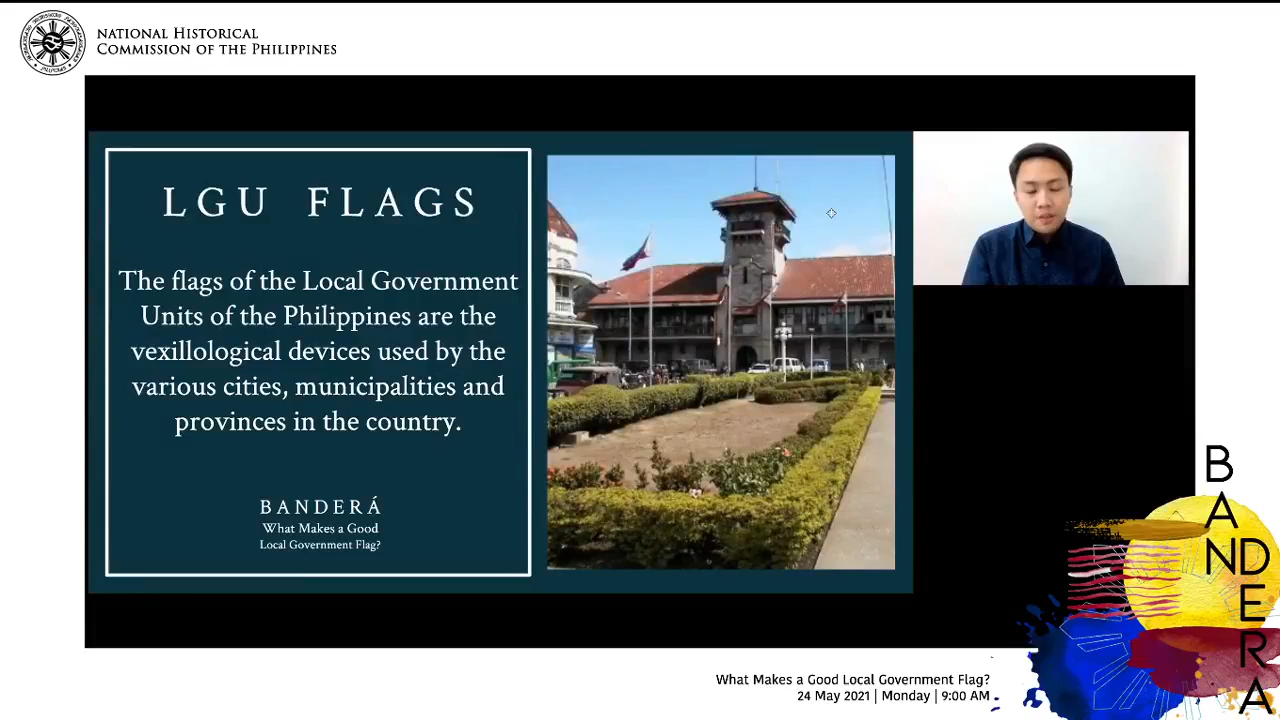 NATIONAL HISTORICAL
COMMISSION OF THE PHILIPPINES
LGU FLAGS
The flags of the Local Government
Units of the Philippines are the
vexillological devices used by the
various cities, municipalities and
provinces in the country.
BANDERÁ
What Makes a Good
Local Government Flag?
BANDERA
What Makes a Good Local Government Flag?
24 May 2021 | Monday | 9:00 AM